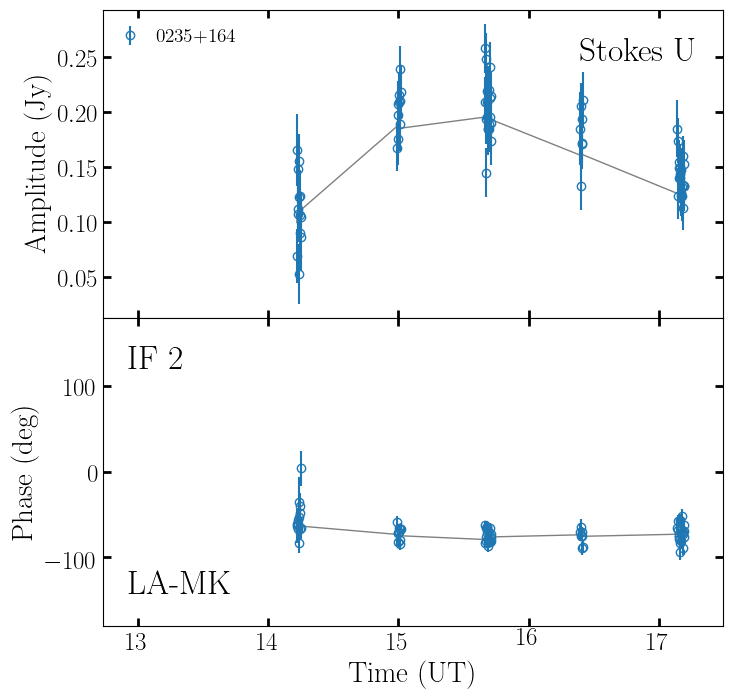 0235+164
Stokes U
0.25
0.20
0.15
0.10
0.05
Amplitude (Jy)
IF 2
100
0
−100
Phase (deg)
LA-MK
13 14 15 16 17
Time (UT)